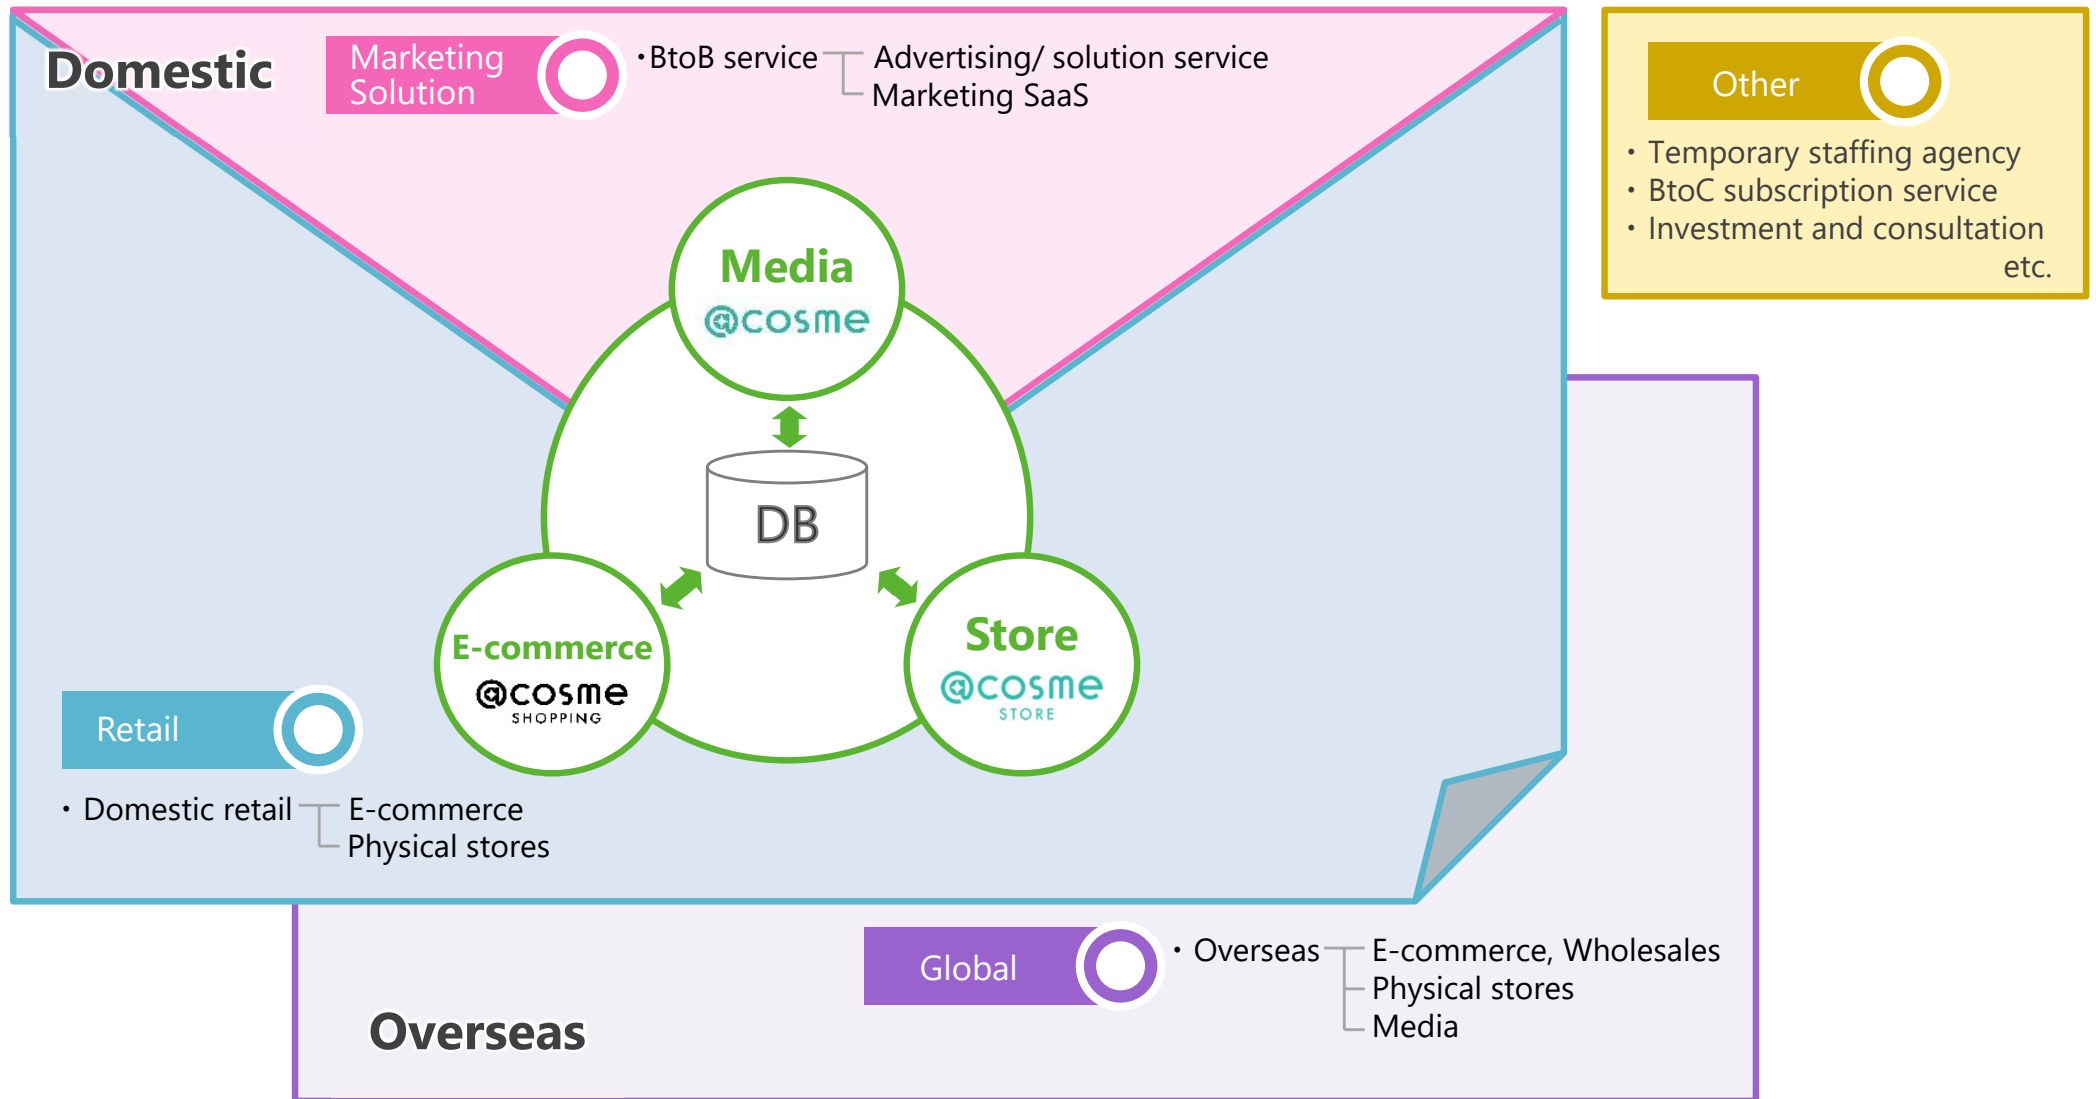 Domestic
Marketing
Solution
・BtoB service
Advertising/ solution service
Marketing SaaS
Other
・Temporary staffing agency
・BtoC subscription service
・Investment and consultation
etc.
Media
@cosme
DB
E-commerce
@cosme
SHOPPING
Store
@cosme
STORE
Retail
・Domestic retail
E-commerce
Physical stores
Global
・Overseas
E-commerce, Wholesales
Physical stores
Media
Overseas